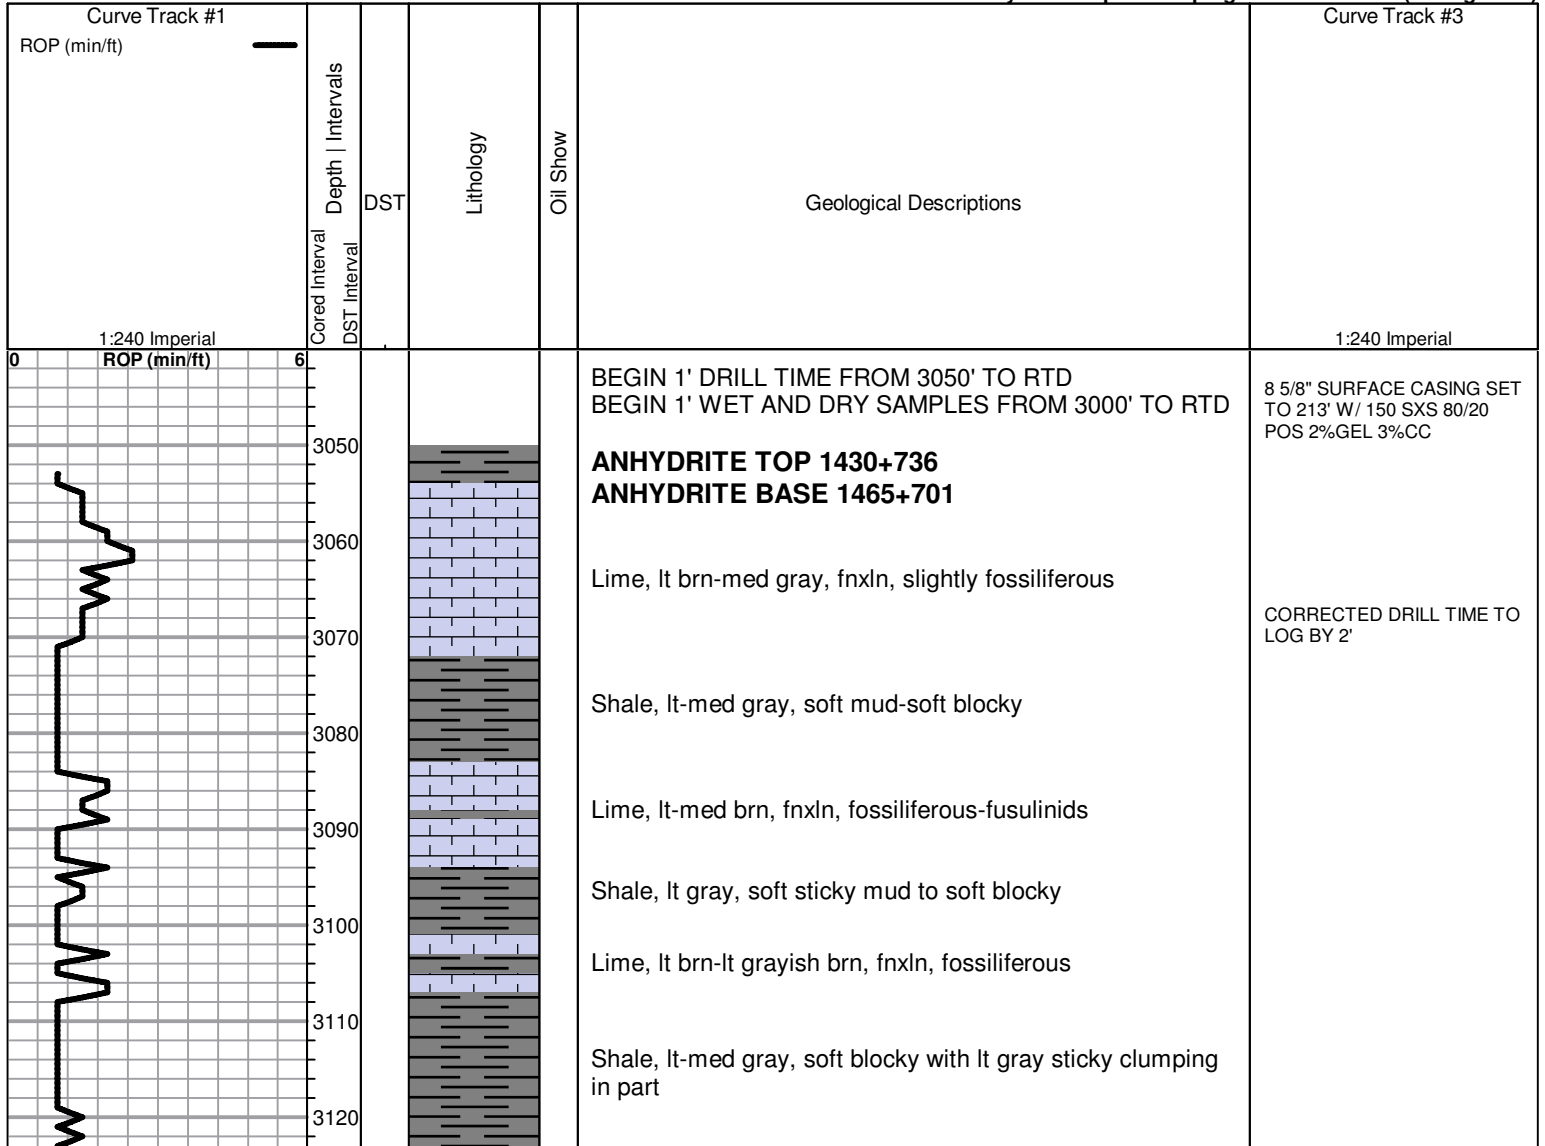 Curve Track #1
ROP (min/ft)
1:240 Imperial
Depth | Intervals
Cored Interval
DST Interval
DST
Lithology
Oil Show
Geological Descriptions
Curve Track #3
1:240 Imperial
0 ROP (min/ft) 6
BEGIN 1' DRILL TIME FROM 3050' TO RTD
BEGIN 1' WET AND DRY SAMPLES FROM 3000' TO RTD
8 5/8" SURFACE CASING SET
TO 213' W/ 150 SXS 80/20
POS 2%GEL 3%CC
3050
ANHYDRITE TOP 1430+736
ANHYDRITE BASE 1465+701
3060
Lime, lt brn-med gray, fnxln, slightly fossiliferous
CORRECTED DRILL TIME TO
LOG BY 2'
3070
Shale, lt-med gray, soft mud-soft blocky
3080
Lime, lt-med brn, fnxln, fossiliferous-fusulinids
3090
Shale, lt gray, soft sticky mud to soft blocky
3100
Lime, lt brn-lt grayish brn, fnxln, fossiliferous
3110
Shale, lt-med gray, soft blocky with lt gray sticky clumping
in part
3120